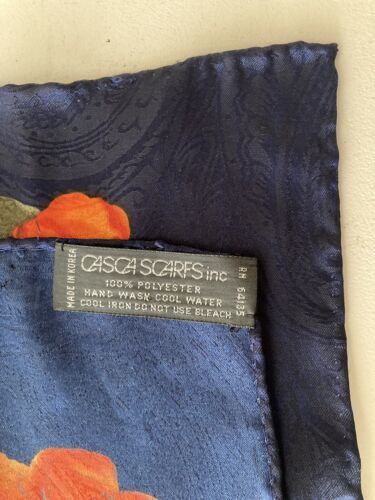 MADE IN KOREA
CASCA SCARFS inc
100% POLYESTER
HAND WASH COOL WATER
COOL IRON DO NOT USE BLEACH
RN 54135